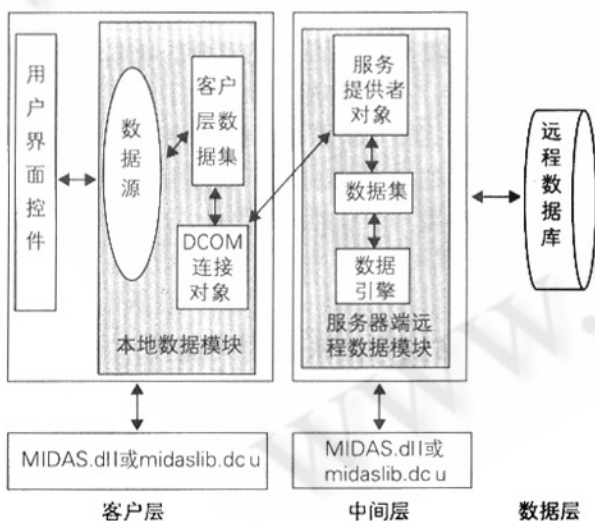 用户界面控件
数据源
客户
层数
据集
DCOM
连接
对象
本地数据模块
服务
提供者
对象
数据集
数据
引擎
服务器端远
程数据模块
远程数据库
MIDAS.dll或midaslib.dcu
MIDAS.dll或
midaslib.dcu
客户层
中间层
数据层
www.